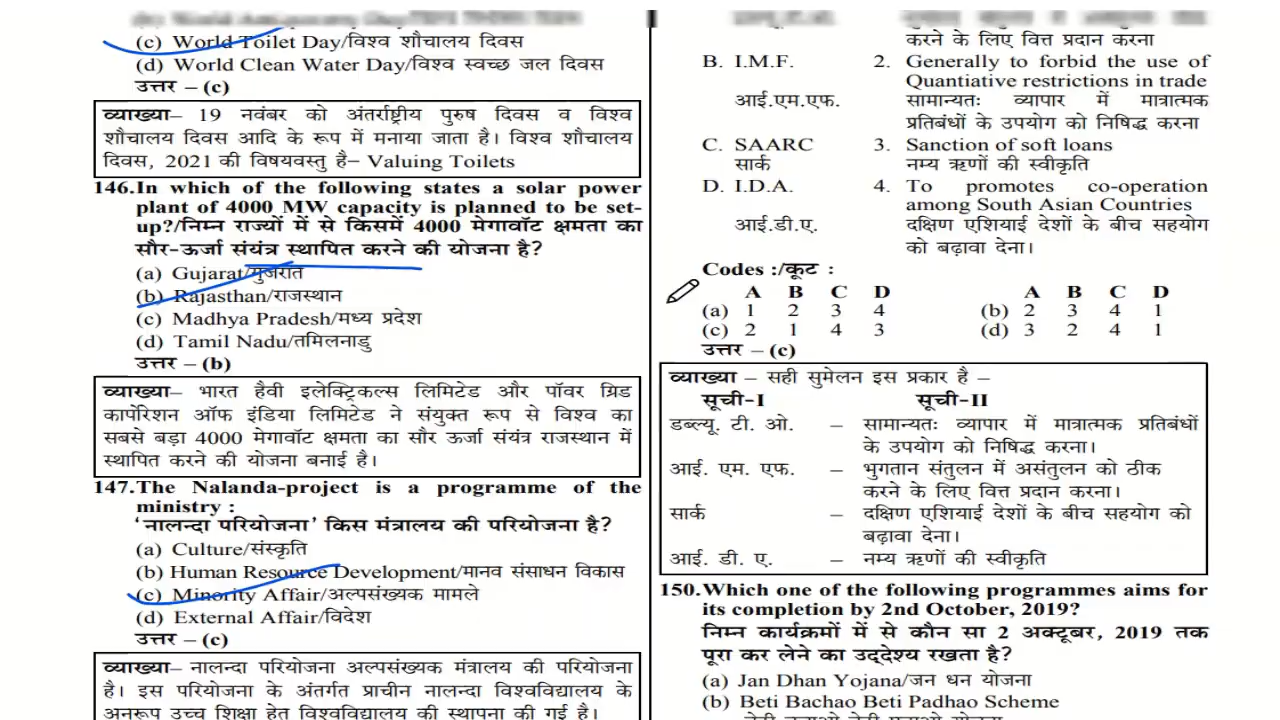 (c) World Toilet Day/विश्व शौचालय दिवस
(d) World Clean Water Day/विश्व स्वच्छ जल दिवस
उत्तर – (c)
व्याख्या– 19 नवंबर को अंतर्राष्ट्रीय पुरुष दिवस व विश्व
शौचालय दिवस आदि के रूप में मनाया जाता है। विश्व शौचालय
दिवस, 2021 की विषयवस्तु है– Valuing Toilets
146.In which of the following states a solar power
plant of 4000 MW capacity is planned to be set-
up?/निम्न राज्यों में से किसमें 4000 मेगावॉट क्षमता का
सौर-ऊर्जा संयंत्र स्थापित करने की योजना है?
(a) Gujarat/गुजरात
(b) Rajasthan/राजस्थान
(c) Madhya Pradesh/मध्य प्रदेश
(d) Tamil Nadu/तमिलनाडु
उत्तर – (b)
व्याख्या– भारत हैवी इलेक्ट्रिकल्स लिमिटेड और पॉवर ग्रिड
कार्पोरेशन ऑफ इंडिया लिमिटेड ने संयुक्त रूप से विश्व का
सबसे बड़ा 4000 मेगावॉट क्षमता का सौर ऊर्जा संयंत्र राजस्थान में
स्थापित करने की योजना बनाई है।
147.The Nalanda-project is a programme of the
ministry :
'नालन्दा परियोजना' किस मंत्रालय की परियोजना है?
(a) Culture/संस्कृति
(b) Human Resource Development/मानव संसाधन विकास
(c) Minority Affair/अल्पसंख्यक मामले
(d) External Affair/विदेश
उत्तर – (c)
व्याख्या– नालन्दा परियोजना अल्पसंख्यक मंत्रालय की परियोजना
है। इस परियोजना के अंतर्गत प्राचीन नालन्दा विश्वविद्यालय के
अनुरूप उच्च शिक्षा हेतु विश्वविद्यालय की स्थापना की गई है।
करने के लिए वित्त प्रदान करना
B. I.M.F. 2. Generally to forbid the use of
Quantiative restrictions in trade
आई.एम.एफ. सामान्यतः व्यापार में मात्रात्मक
प्रतिबंधों के उपयोग को निषिद्ध करना
C. SAARC 3. Sanction of soft loans
सार्क नम्य ऋणों की स्वीकृति
D. I.D.A. 4. To promotes co-operation
among South Asian Countries
आई.डी.ए. दक्षिण एशियाई देशों के बीच सहयोग
को बढ़ावा देना।
Codes :/कूट :
A B C D A B C D
(a) 1 2 3 4 (b) 2 3 4 1
(c) 2 1 4 3 (d) 3 2 4 1
उत्तर – (c)
व्याख्या – सही सुमेलन इस प्रकार है –
सूची-I सूची-II
डब्ल्यू. टी. ओ. – सामान्यतः व्यापार में मात्रात्मक प्रतिबंधों
के उपयोग को निषिद्ध करना।
आई. एम. एफ. – भुगतान संतुलन में असंतुलन को ठीक
करने के लिए वित्त प्रदान करना।
सार्क – दक्षिण एशियाई देशों के बीच सहयोग को
बढ़ावा देना।
आई. डी. ए. – नम्य ऋणों की स्वीकृति
150.Which one of the following programmes aims for
its completion by 2nd October, 2019?
निम्न कार्यक्रमों में से कौन सा 2 अक्टूबर, 2019 तक
पूरा कर लेने का उद्देश्य रखता है?
(a) Jan Dhan Yojana/जन धन योजना
(b) Beti Bachao Beti Padhao Scheme